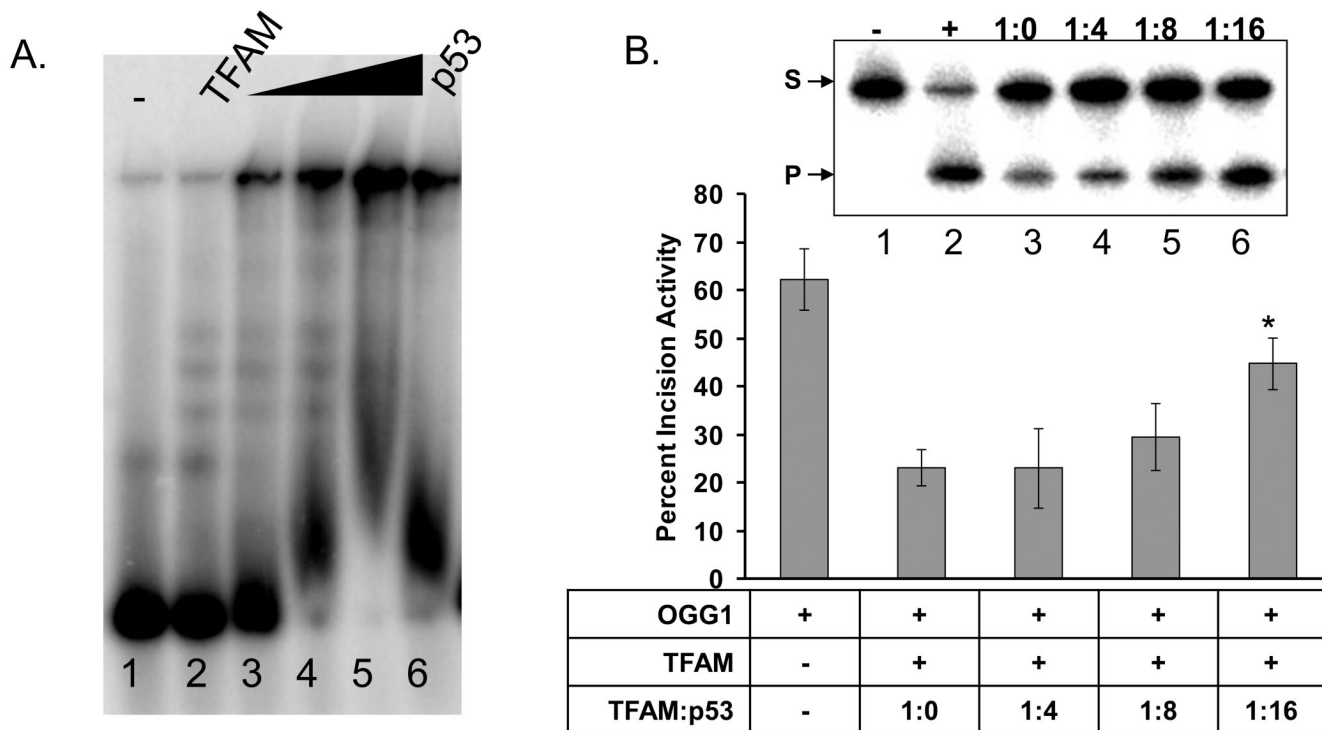 A.
- TFAM p53
1 2 3 4 5 6
B.
- + 1:0 1:4 1:8 1:16
S
P
1 2 3 4 5 6
Percent Incision Activity
80
70
60
50
40
30
20
10
0
*
OGG1 + + + + +
TFAM - + + + +
TFAM:p53 - 1:0 1:4 1:8 1:16